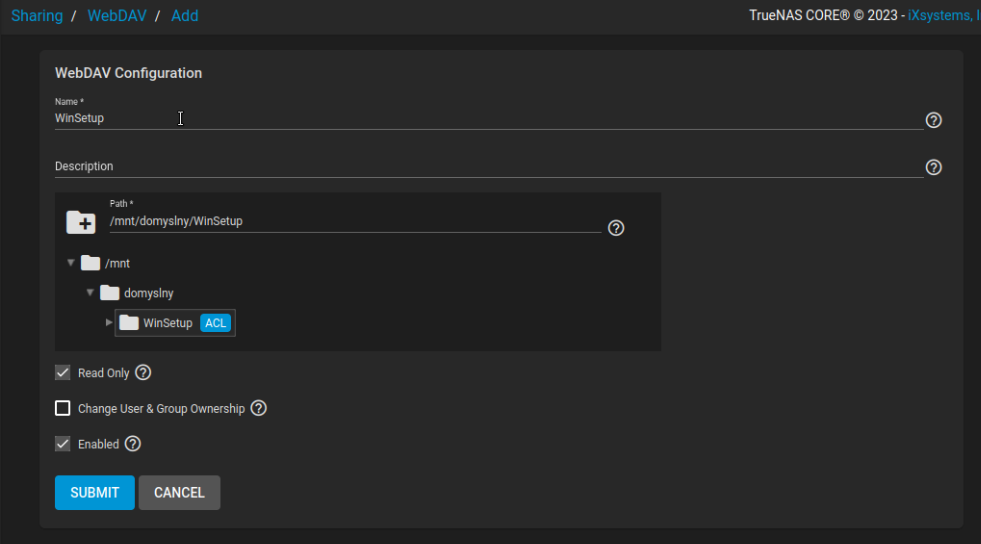 Sharing / WebDAV / Add
TrueNAS CORE® © 2023 - iXsystems,
WebDAV Configuration
Name *
WinSetup
Description
Path *
/mnt/domyslny/WinSetup
/mnt
domyslny
WinSetup ACL
Read Only
Change User & Group Ownership
Enabled
SUBMIT CANCEL